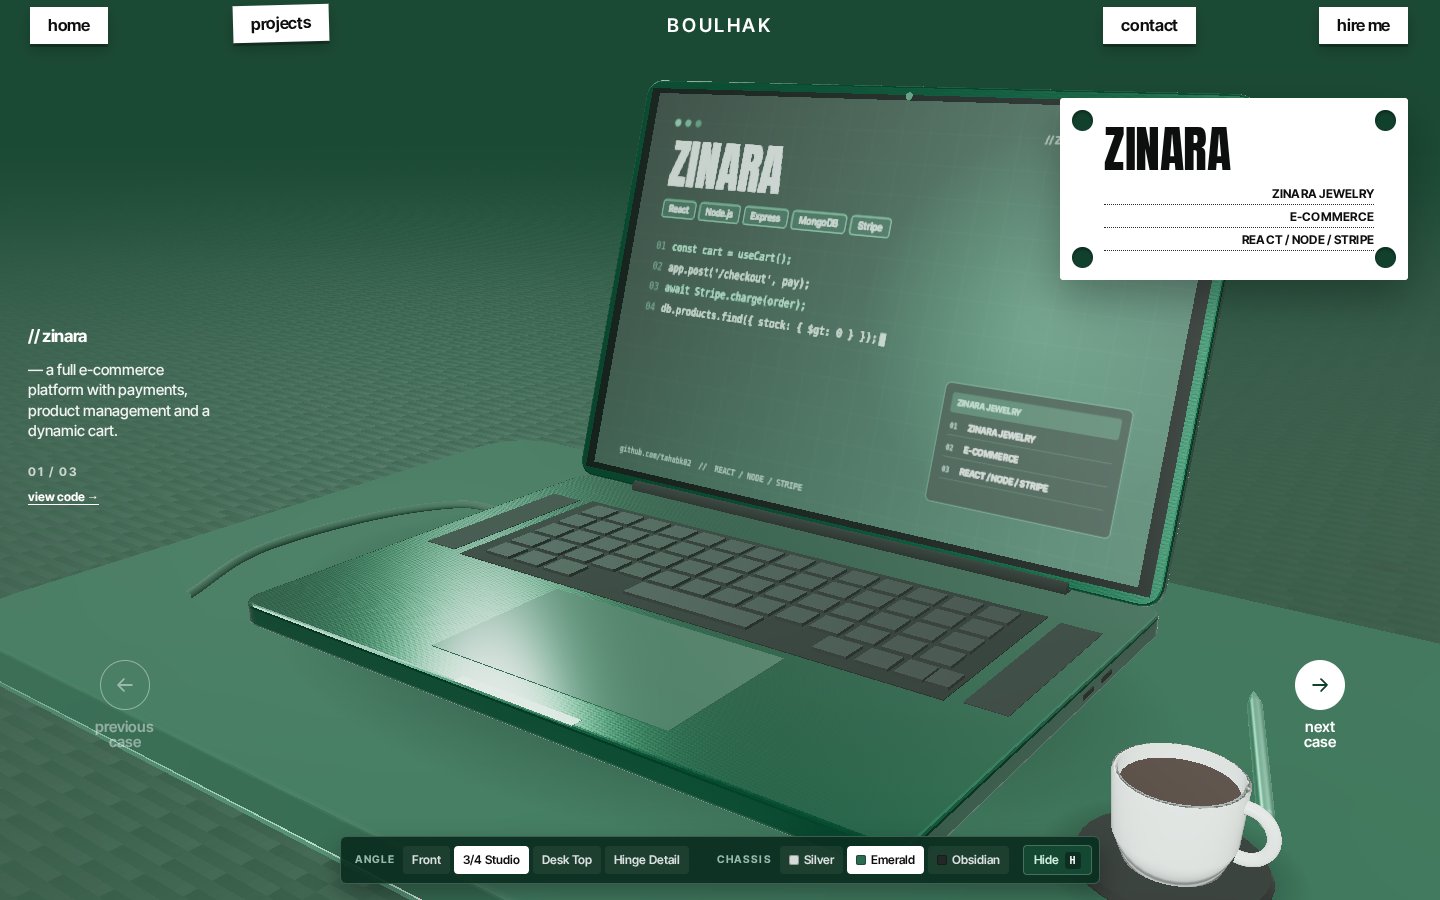 home
projects
BOULHAK
contact
hire me
ZINARA
ZINARA JEWELRY
E-COMMERCE
REACT / NODE / STRIPE
ZINARA
React Node.js Express MongoDB Stripe
01 const cart = useCart();
02 app.post('/checkout', pay);
03 await Stripe.charge(order);
04 db.products.find({ stock: { $gt: 0 } });
ZINARA JEWELRY
01 ZINARA JEWELRY
02 E-COMMERCE
03 REACT / NODE / STRIPE
github.com/tahabk02 // REACT / NODE / STRIPE
// zinara
— a full e-commerce
platform with payments,
product management and a
dynamic cart.
01 / 03
view code →
previous
case
next
case
ANGLE Front 3/4 Studio Desk Top Hinge Detail CHASSIS Silver Emerald Obsidian Hide H